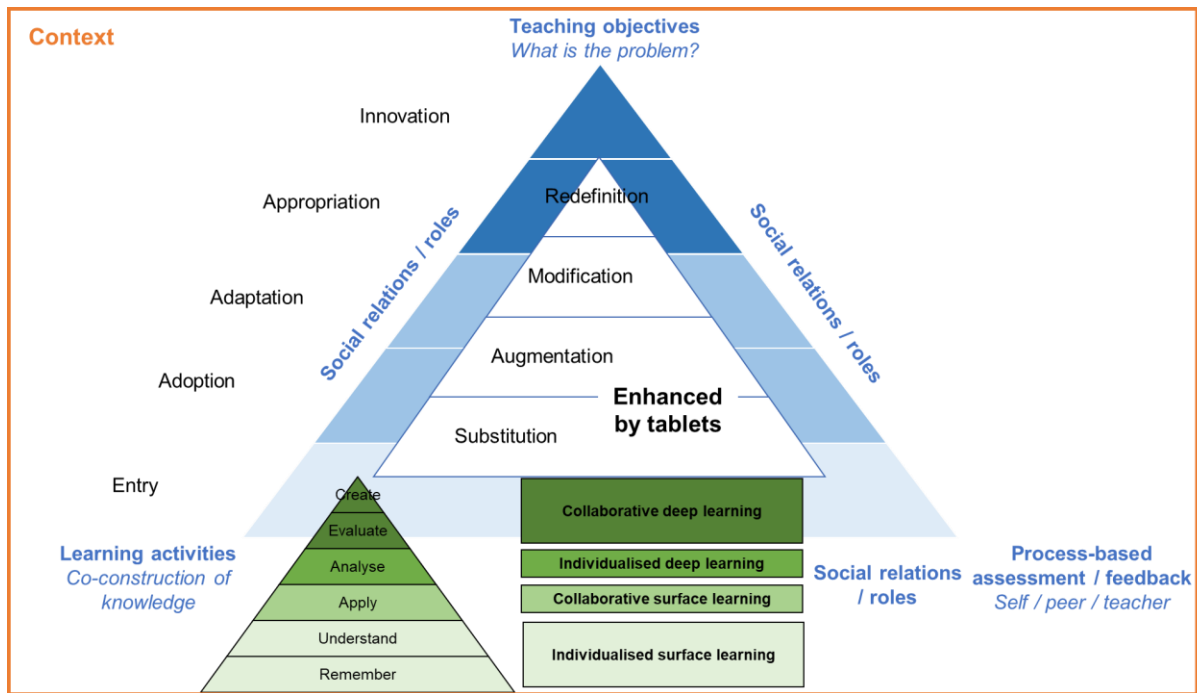 Context
Teaching objectives
What is the problem?
Innovation
Appropriation
Adaptation
Adoption
Entry
Social relations / roles
Social relations / roles
Redefinition
Modification
Augmentation
Substitution
Enhanced
by tablets
Create
Evaluate
Analyse
Apply
Understand
Remember
Collaborative deep learning
Individualised deep learning
Collaborative surface learning
Individualised surface learning
Learning activities
Co-construction of
knowledge
Social relations
/ roles
Process-based
assessment / feedback
Self / peer / teacher